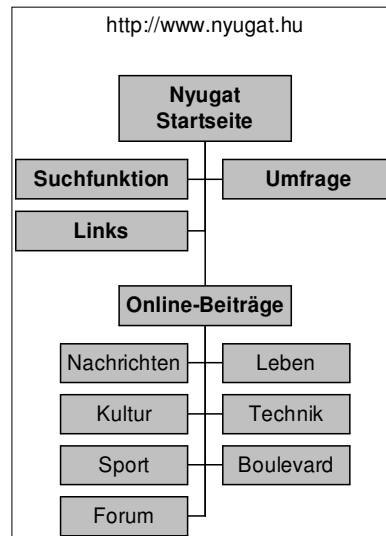 http://www.nyugat.hu
Nyugat
Startseite
Suchfunktion
Umfrage
Links
Online-Beiträge
Nachrichten
Leben
Kultur
Technik
Sport
Boulevard
Forum